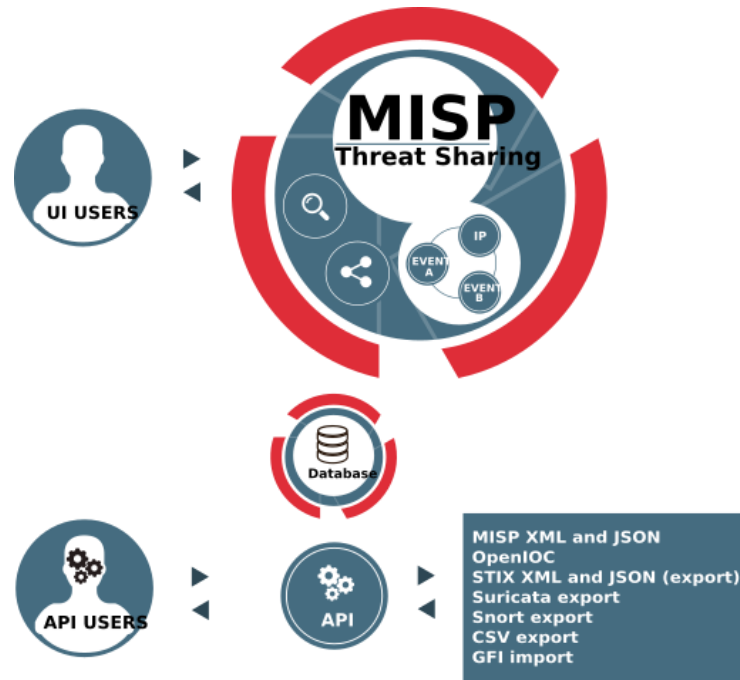 MISP
Threat Sharing
UI USERS
IP
EVENT
A
EVENT
B
Database
API USERS
API
MISP XML and JSON
OpenIOC
STIX XML and JSON (export)
Suricata export
Snort export
CSV export
GFI import